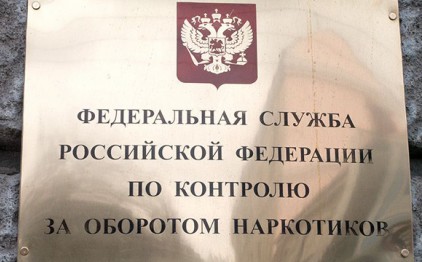 ФЕДЕРАЛЬНАЯ СЛУЖБА
РОССИЙСКОЙ ФЕДЕРАЦИИ
ПО КОНТРОЛЮ
ЗА ОБОРОТОМ НАРКОТИКОВ